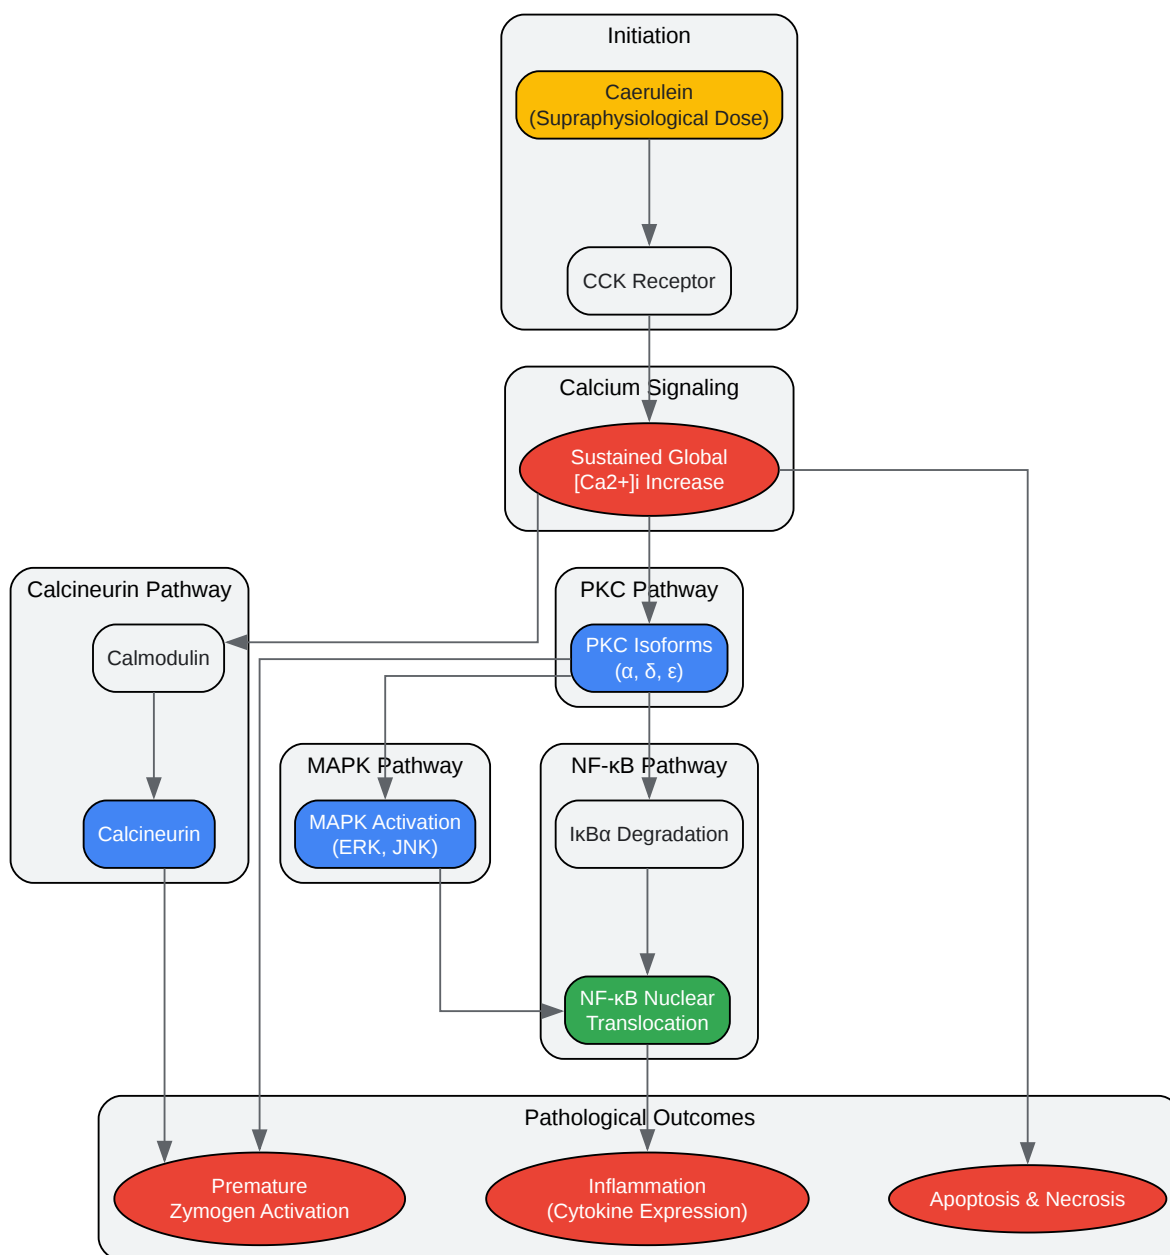 Initiation
Caerulein
(Supraphysiological Dose)
CCK Receptor
Calcium Signaling
Sustained Global
[Ca2+]i Increase
Calcineurin Pathway
PKC Pathway
Calmodulin
PKC Isoforms
(α, δ, ε)
MAPK Pathway
NF-κB Pathway
Calcineurin
MAPK Activation
(ERK, JNK)
IκBα Degradation
NF-κB Nuclear
Translocation
Pathological Outcomes
Premature
Zymogen Activation
Inflammation
(Cytokine Expression)
Apoptosis & Necrosis